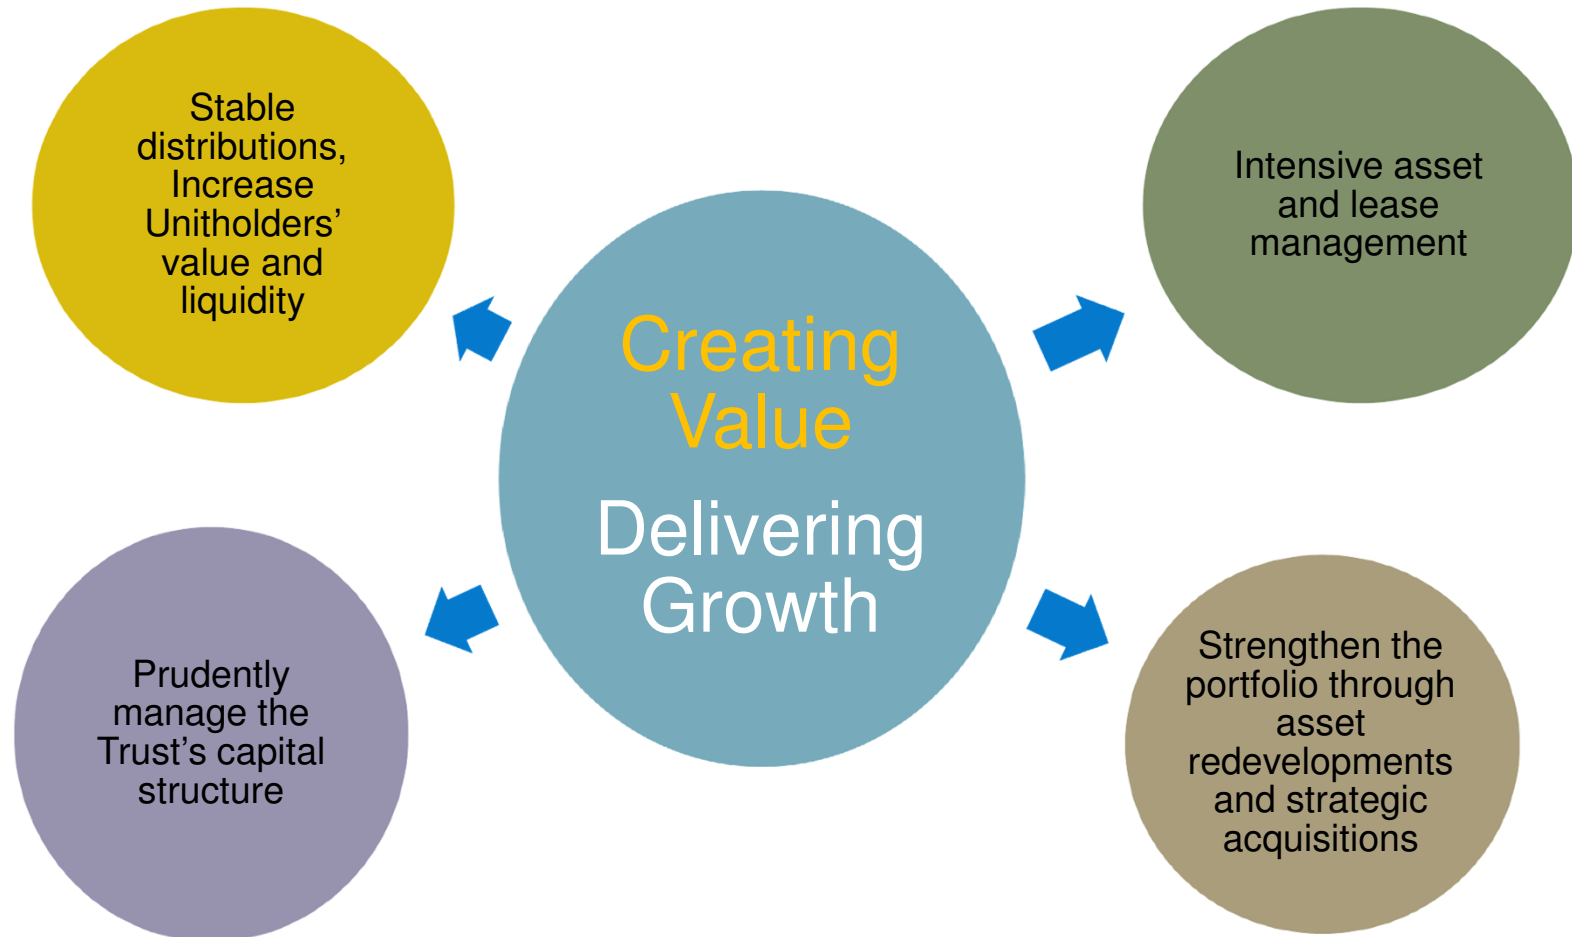 Stable
distributions,
Increase
Unitholders’
value and
liquidity
Intensive asset
and lease
management
Creating
Value
Delivering
Growth
Prudently
manage the
Trust’s capital
structure
Strengthen the
portfolio through
asset
redevelopments
and strategic
acquisitions